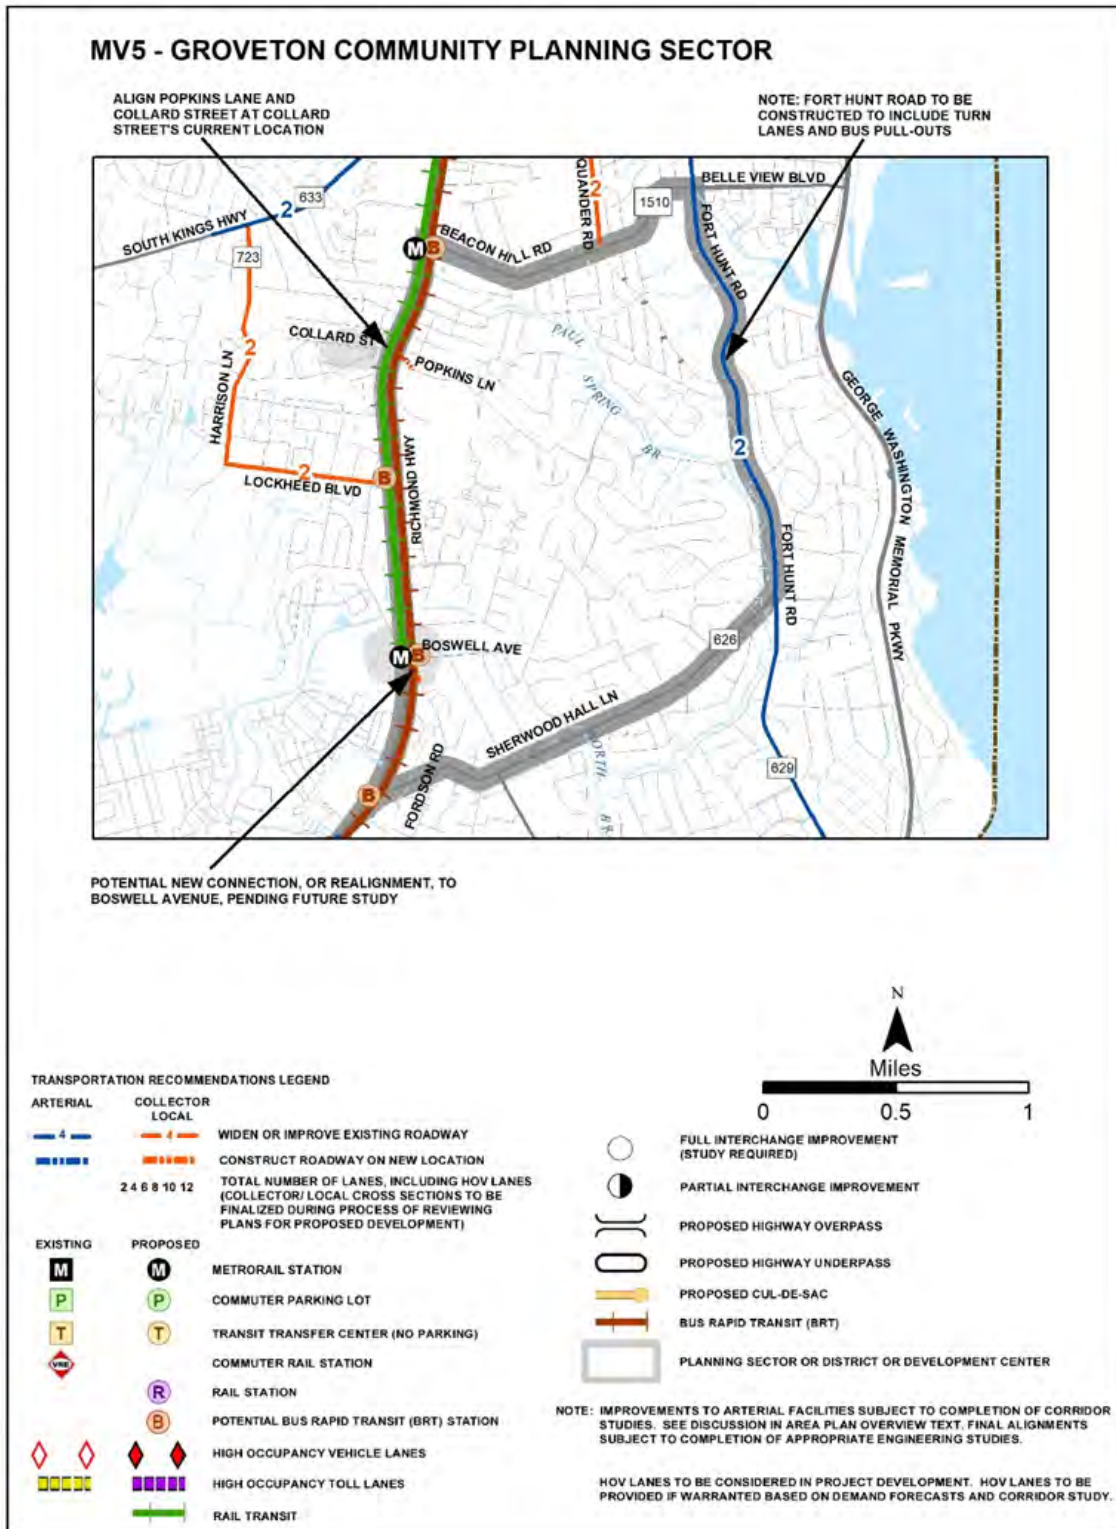 MV5 - GROVETON COMMUNITY PLANNING SECTOR
ALIGN POPKINS LANE AND
COLLARD STREET AT COLLARD
STREET'S CURRENT LOCATION
NOTE: FORT HUNT ROAD TO BE
CONSTRUCTED TO INCLUDE TURN
LANES AND BUS PULL-OUTS
BELLE VIEW BLVD
633
2
SOUTH KINGS HWY
QUANDER RD
2
1510
723
M
B
BEACON HILL RD
FORT HUNT RD
COLLARD ST
PAUL
SPRING
BR
2
HARRISON LN
POPKINS LN
GEORGE WASHINGTON MEMORIAL PKWY
2
2
LOCKHEED BLVD
B
RICHMOND HWY
FORT HUNT RD
626
M
B
BOSWELL AVE
SHERWOOD HALL LN
NORTH
BR
629
B
FORDSON RD
POTENTIAL NEW CONNECTION, OR REALIGNMENT, TO
BOSWELL AVENUE, PENDING FUTURE STUDY
N
Miles
0 0.5 1
TRANSPORTATION RECOMMENDATIONS LEGEND
ARTERIAL
COLLECTOR
LOCAL
4 4 WIDEN OR IMPROVE EXISTING ROADWAY
CONSTRUCT ROADWAY ON NEW LOCATION
2 4 6 8 10 12 TOTAL NUMBER OF LANES, INCLUDING HOV LANES
(COLLECTOR/ LOCAL CROSS SECTIONS TO BE
FINALIZED DURING PROCESS OF REVIEWING
PLANS FOR PROPOSED DEVELOPMENT)
EXISTING PROPOSED
M M METRORAIL STATION
P P COMMUTER PARKING LOT
T T TRANSIT TRANSFER CENTER (NO PARKING)
VRE COMMUTER RAIL STATION
R RAIL STATION
B POTENTIAL BUS RAPID TRANSIT (BRT) STATION
HIGH OCCUPANCY VEHICLE LANES
HIGH OCCUPANCY TOLL LANES
RAIL TRANSIT
FULL INTERCHANGE IMPROVEMENT
(STUDY REQUIRED)
PARTIAL INTERCHANGE IMPROVEMENT
PROPOSED HIGHWAY OVERPASS
PROPOSED HIGHWAY UNDERPASS
PROPOSED CUL-DE-SAC
BUS RAPID TRANSIT (BRT)
PLANNING SECTOR OR DISTRICT OR DEVELOPMENT CENTER
NOTE: IMPROVEMENTS TO ARTERIAL FACILITIES SUBJECT TO COMPLETION OF CORRIDOR
STUDIES. SEE DISCUSSION IN AREA PLAN OVERVIEW TEXT. FINAL ALIGNMENTS
SUBJECT TO COMPLETION OF APPROPRIATE ENGINEERING STUDIES.
HOV LANES TO BE CONSIDERED IN PROJECT DEVELOPMENT. HOV LANES TO BE
PROVIDED IF WARRANTED BASED ON DEMAND FORECASTS AND CORRIDOR STUDY.